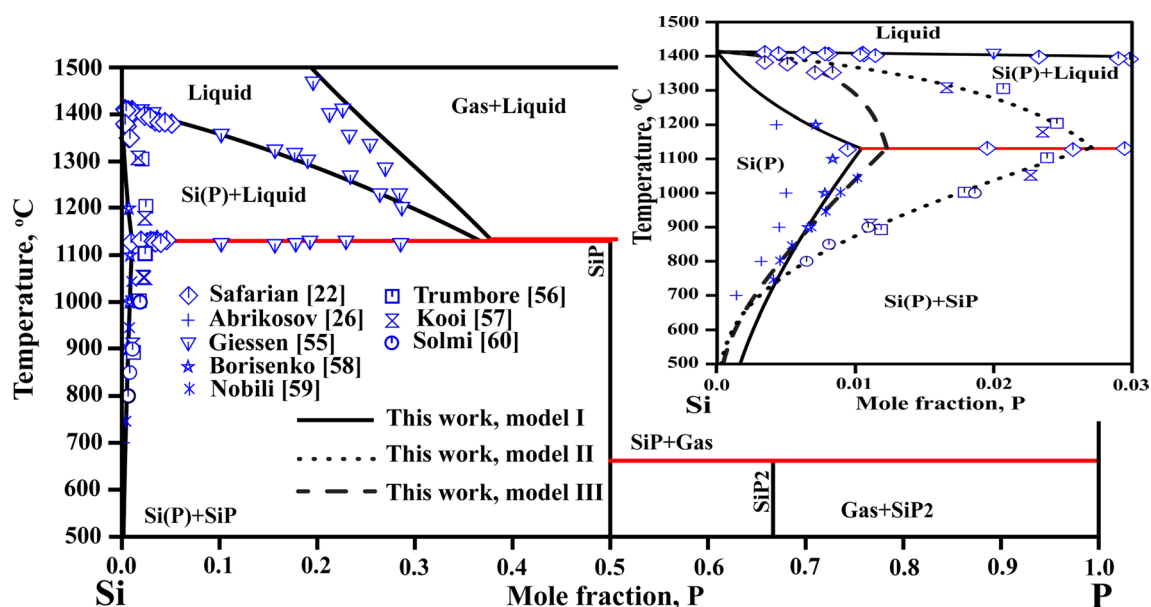 1500
1400
1300
1200
1100
1000
900
800
700
600
500
Temperature, ºC
Liquid
Gas+Liquid
Si(P)+Liquid
SiP
Safarian [22]
Abrikosov [26]
Giessen [55]
Borisenko [58]
Nobili [59]
Trumbore [56]
Kooi [57]
Solmi [60]
This work, model I
This work, model II
This work, model III
Si(P)+SiP
SiP+Gas
SiP2
Gas+SiP2
0.0 0.1 0.2 0.3 0.4 0.5 0.6 0.7 0.8 0.9 1.0
Si Mole fraction, P P
1500
1400
1300
1200
1100
1000
900
800
700
600
500
Temperature, ºC
Liquid
Si(P)+Liquid
Si(P)
Si(P)+SiP
0.0 0.01 0.02 0.03
Si Mole fraction, P